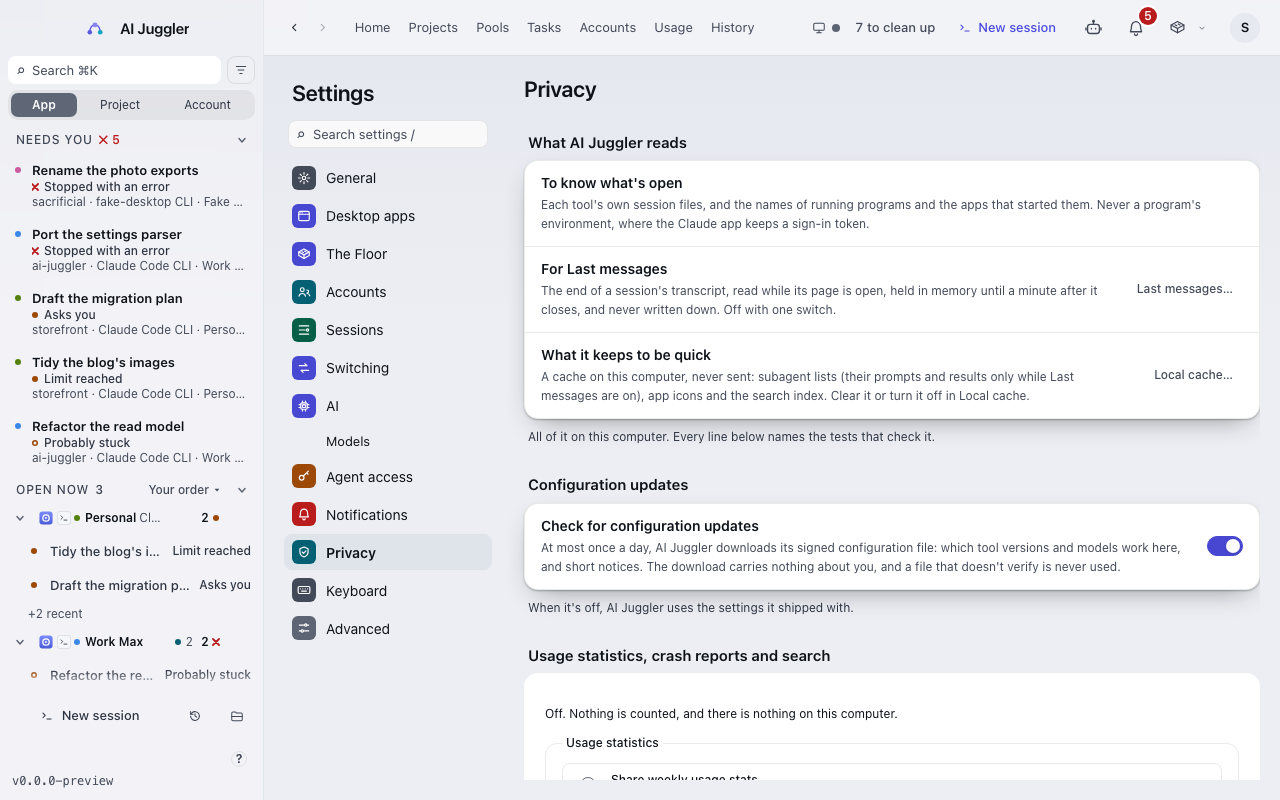 AI Juggler
Search ⌘K
App Project Account
NEEDS YOU 5
Rename the photo exports
Stopped with an error
sacrificial · fake-desktop CLI · Fake …
Port the settings parser
Stopped with an error
ai-juggler · Claude Code CLI · Work …
Draft the migration plan
Asks you
storefront · Claude Code CLI · Perso…
Tidy the blog's images
Limit reached
storefront · Claude Code CLI · Perso…
Refactor the read model
Probably stuck
ai-juggler · Claude Code CLI · Work …
OPEN NOW 3 Your order
Personal Cl… 2
Tidy the blog's i… Limit reached
Draft the migration p… Asks you
+2 recent
Work Max 2 2
Refactor the re… Probably stuck
New session
?
v0.0.0-preview
Home Projects Pools Tasks Accounts Usage History 7 to clean up New session 5 S
Settings
Search settings /
General
Desktop apps
The Floor
Accounts
Sessions
Switching
AI
Models
Agent access
Notifications
Privacy
Keyboard
Advanced
Privacy
What AI Juggler reads
To know what's open
Each tool's own session files, and the names of running programs and the apps that started them. Never a program's
environment, where the Claude app keeps a sign-in token.
For Last messages
The end of a session's transcript, read while its page is open, held in memory until a minute after it
closes, and never written down. Off with one switch.
Last messages…
What it keeps to be quick
A cache on this computer, never sent: subagent lists (their prompts and results only while Last
messages are on), app icons and the search index. Clear it or turn it off in Local cache.
Local cache…
All of it on this computer. Every line below names the tests that check it.
Configuration updates
Check for configuration updates
At most once a day, AI Juggler downloads its signed configuration file: which tool versions and models work here,
and short notices. The download carries nothing about you, and a file that doesn't verify is never used.
When it's off, AI Juggler uses the settings it shipped with.
Usage statistics, crash reports and search
Off. Nothing is counted, and there is nothing on this computer.
Usage statistics
Share weekly usage stats